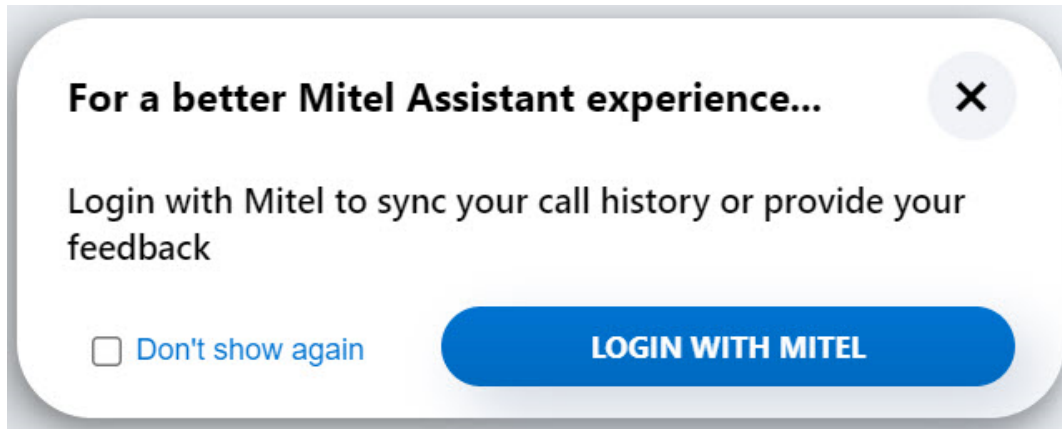 For a better Mitel Assistant experience...
Login with Mitel to sync your call history or provide your
feedback
Don't show again
LOGIN WITH MITEL